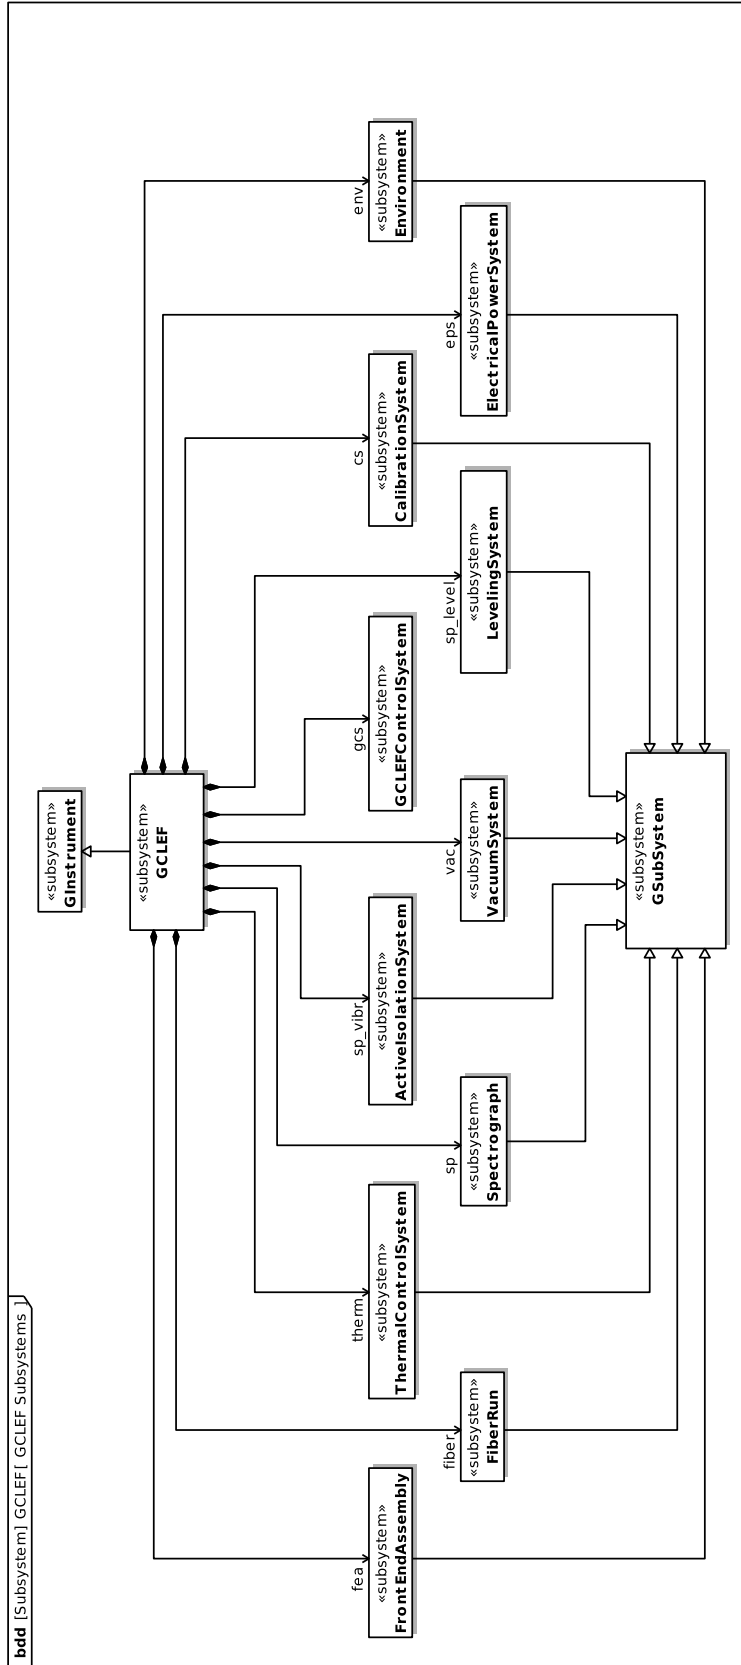 bdd [Subsystem] GCLEF[ GCLEF Subsystems ]
«subsystem»
GInstrument
«subsystem»
GCLEF
fea
«subsystem»
FrontEndAssembly
fiber
«subsystem»
FiberRun
therm
«subsystem»
ThermalControlSystem
sp
«subsystem»
Spectrograph
sp_vibr
«subsystem»
ActiveIsolationSystem
vac
«subsystem»
VacuumSystem
gcs
«subsystem»
GCLEFControlSystem
sp_level
«subsystem»
LevelingSystem
cs
«subsystem»
CalibrationSystem
eps
«subsystem»
ElectricalPowerSystem
env
«subsystem»
Environment
«subsystem»
GSubSystem